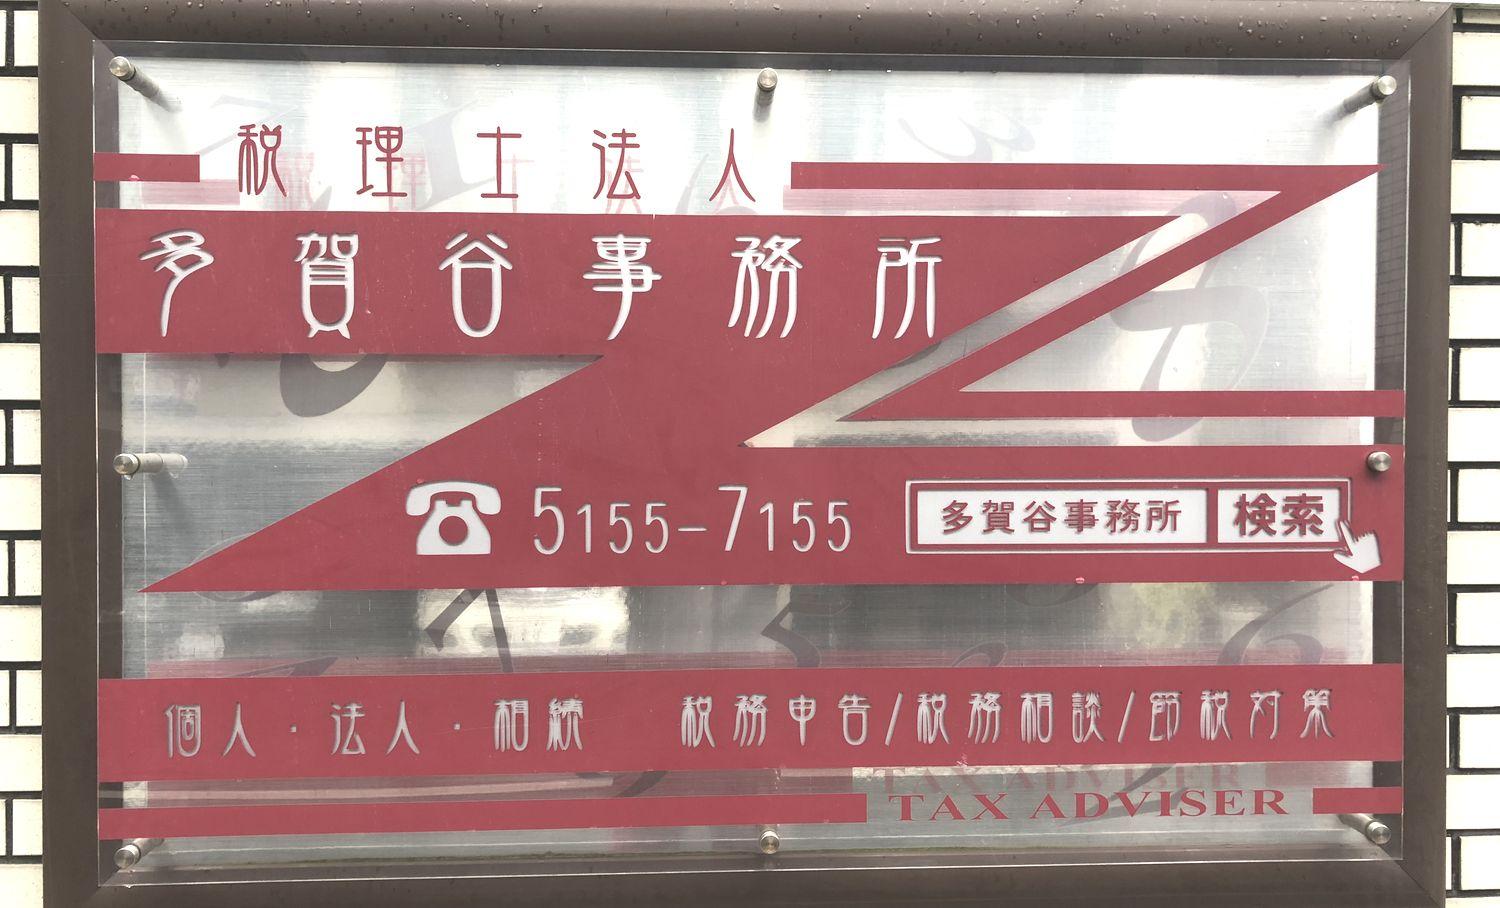 税理士法人
多賀谷事務所
5155-7155 多賀谷事務所 検索
個人・法人・相続 税務申告/税務相談/節税対策
TAX ADVISER